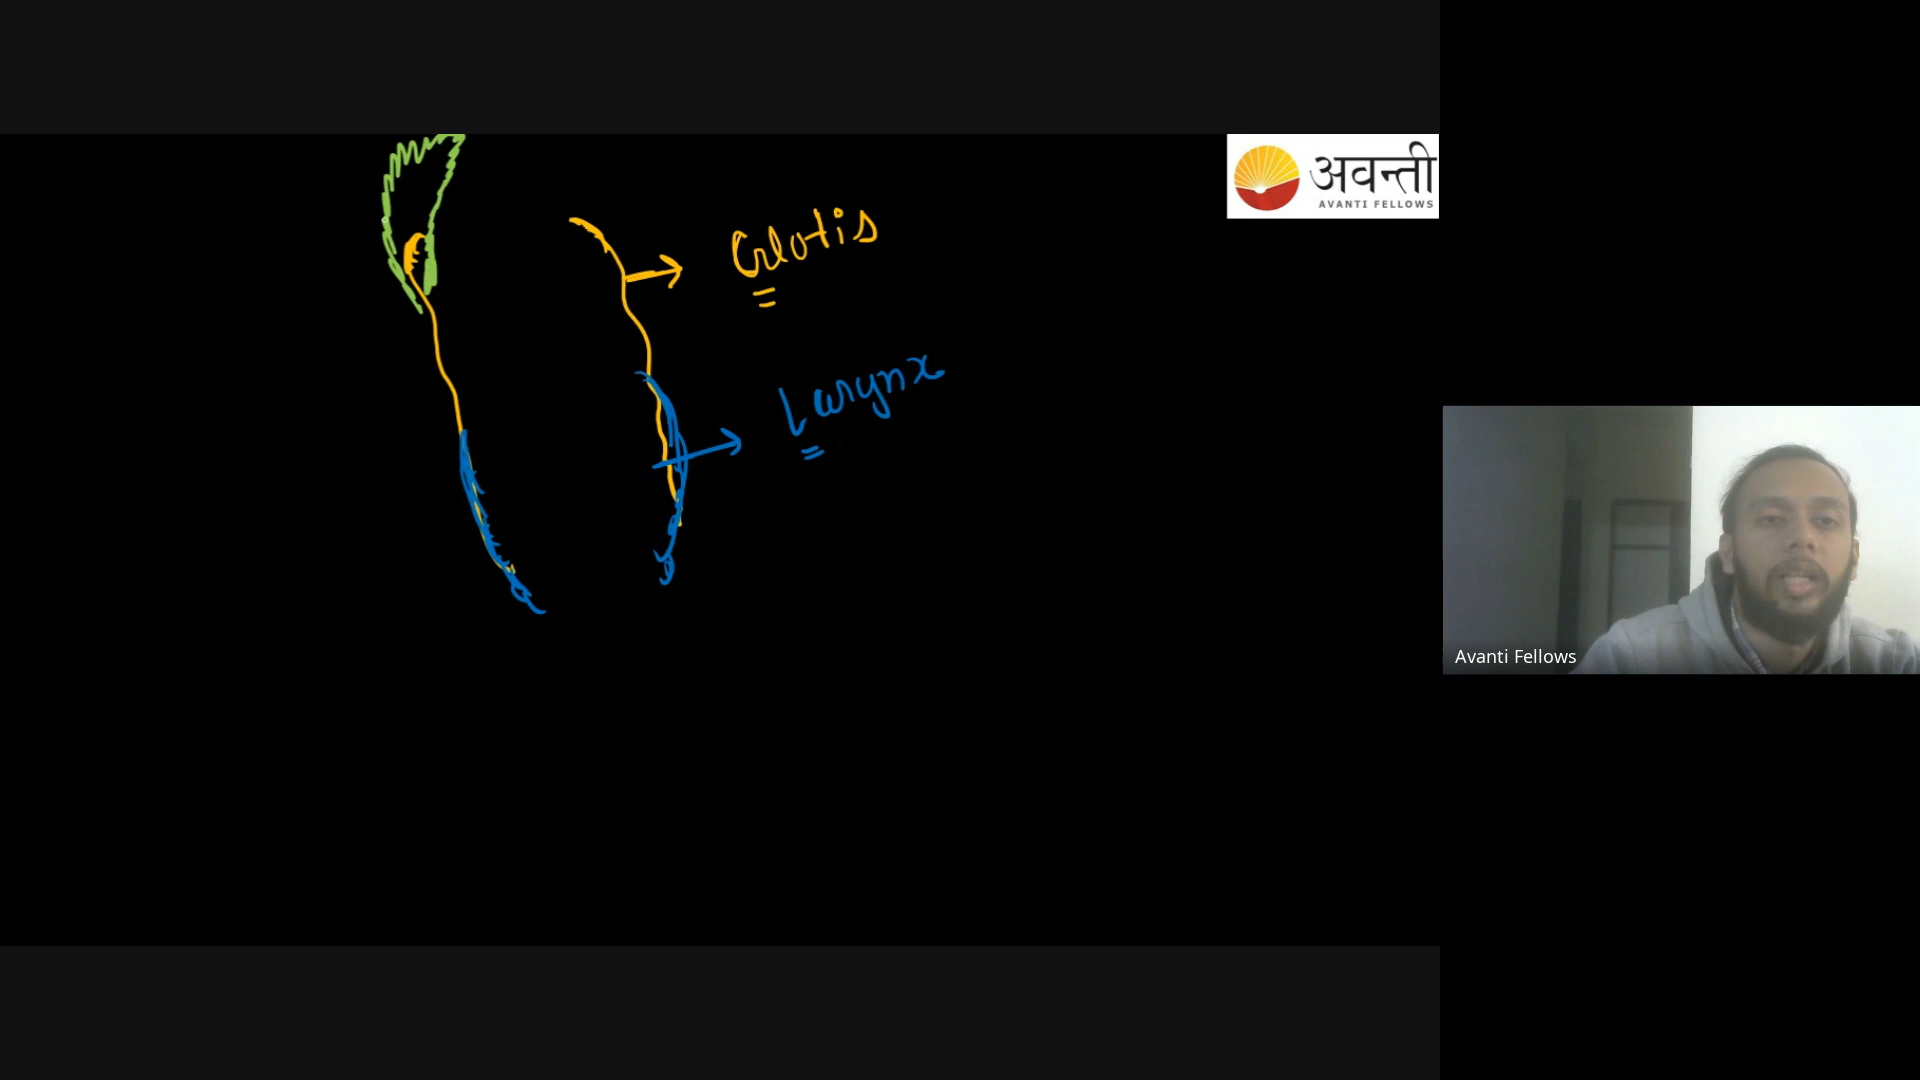 अवन्ती
AVANTI FELLOWS
Glotis
Larynx
Avanti Fellows